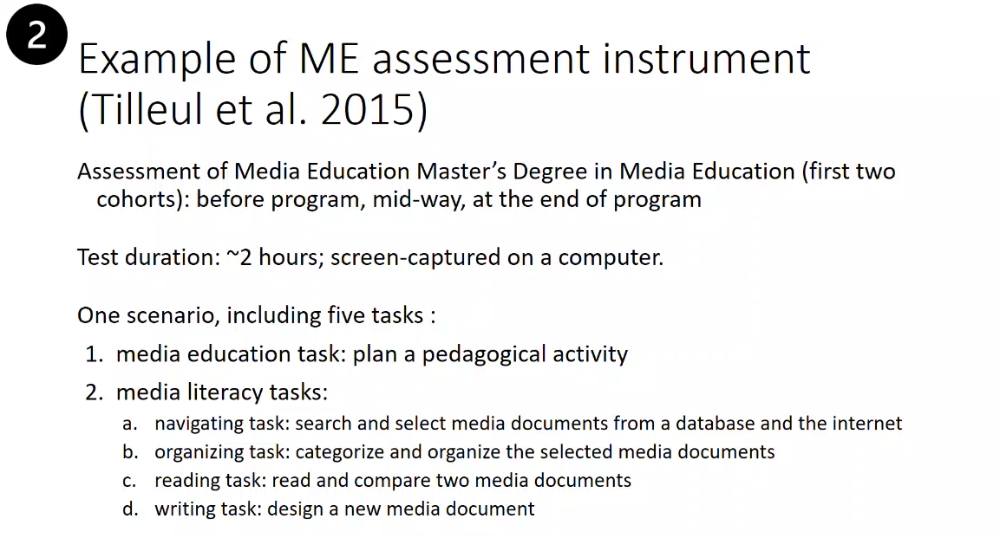 2
Example of ME assessment instrument
(Tilleul et al. 2015)
Assessment of Media Education Master’s Degree in Media Education (first two
cohorts): before program, mid-way, at the end of program
Test duration: ~2 hours; screen-captured on a computer.
One scenario, including five tasks :
1. media education task: plan a pedagogical activity
2. media literacy tasks:
a. navigating task: search and select media documents from a database and the internet
b. organizing task: categorize and organize the selected media documents
c. reading task: read and compare two media documents
d. writing task: design a new media document